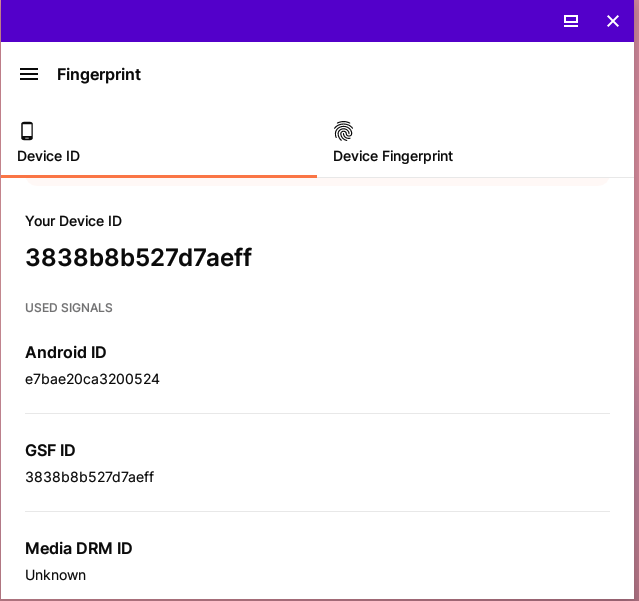 Fingerprint
Device ID
Device Fingerprint
Your Device ID
3838b8b527d7aeff
USED SIGNALS
Android ID
e7bae20ca3200524
GSF ID
3838b8b527d7aeff
Media DRM ID
Unknown